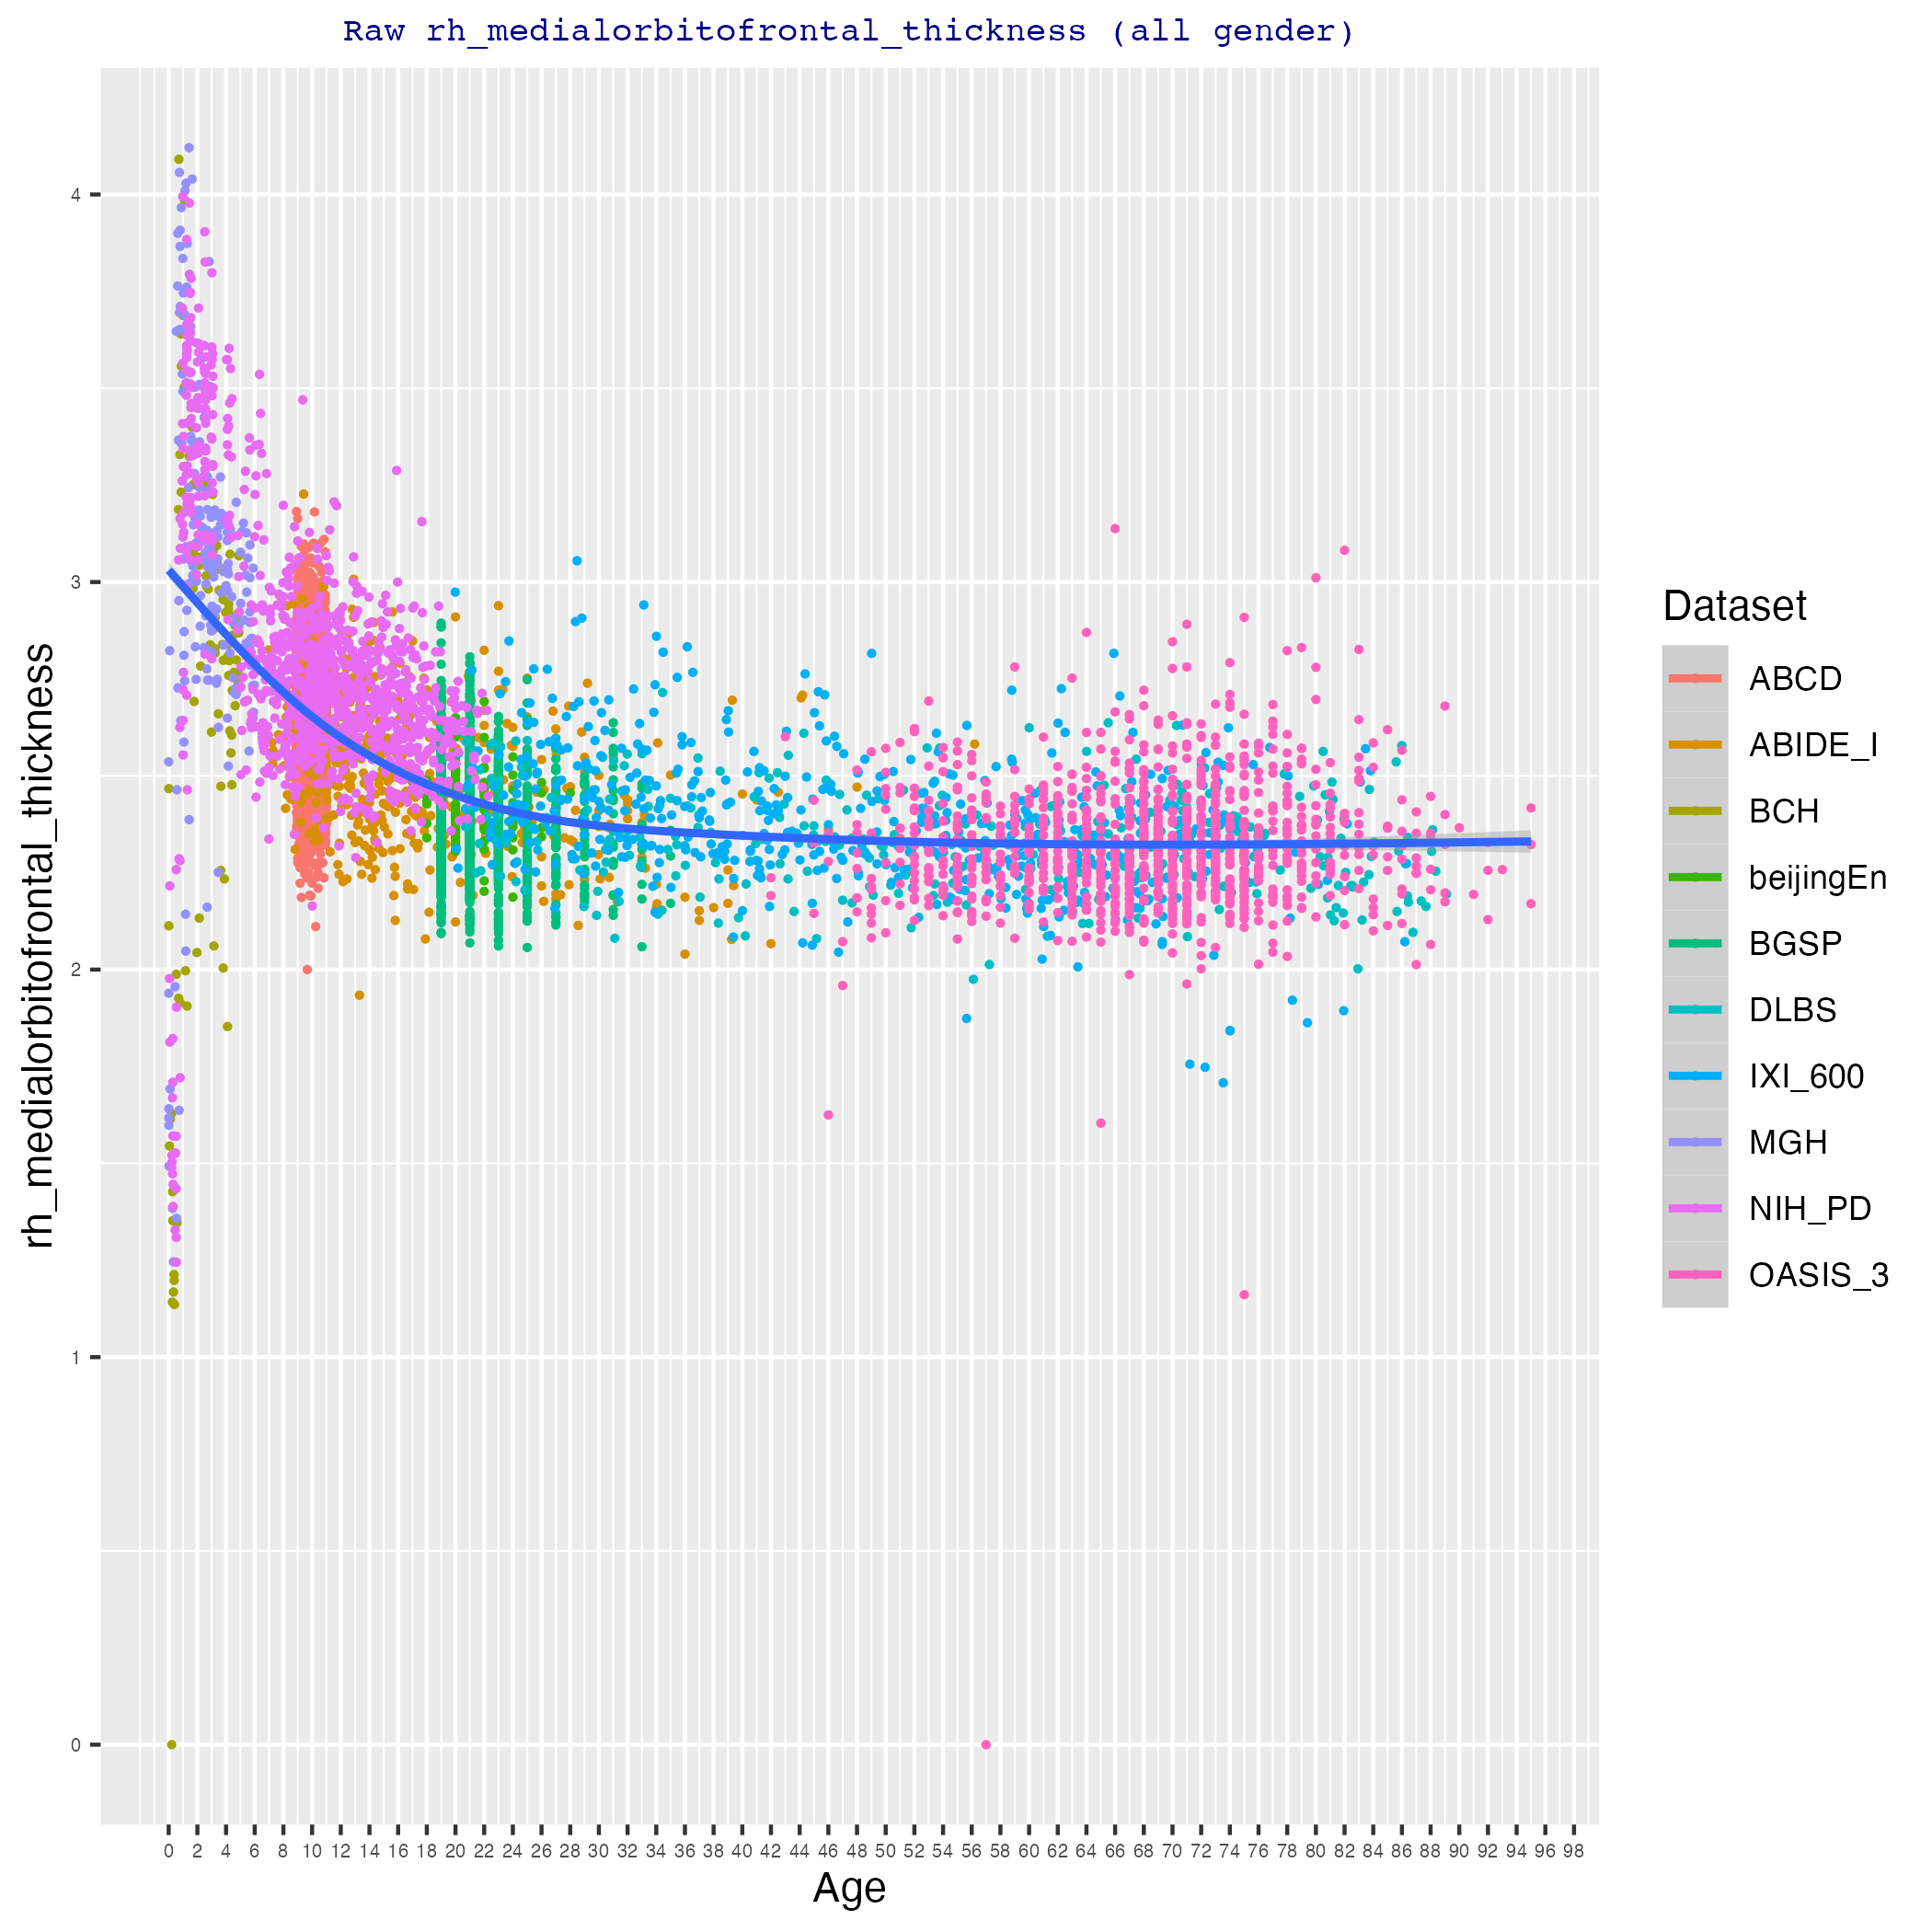 Raw rh_medialorbitofrontal_thickness (all gender)
rh_medialorbitofrontal_thickness
4
3
2
1
0
0 2 4 6 8 10 12 14 16 18 20 22 24 26 28 30 32 34 36 38 40 42 44 46 48 50 52 54 56 58 60 62 64 66 68 70 72 74 76 78 80 82 84 86 88 90 92 94 96 98
Age
Dataset
ABCD
ABIDE_I
BCH
beijingEn
BGSP
DLBS
IXI_600
MGH
NIH_PD
OASIS_3